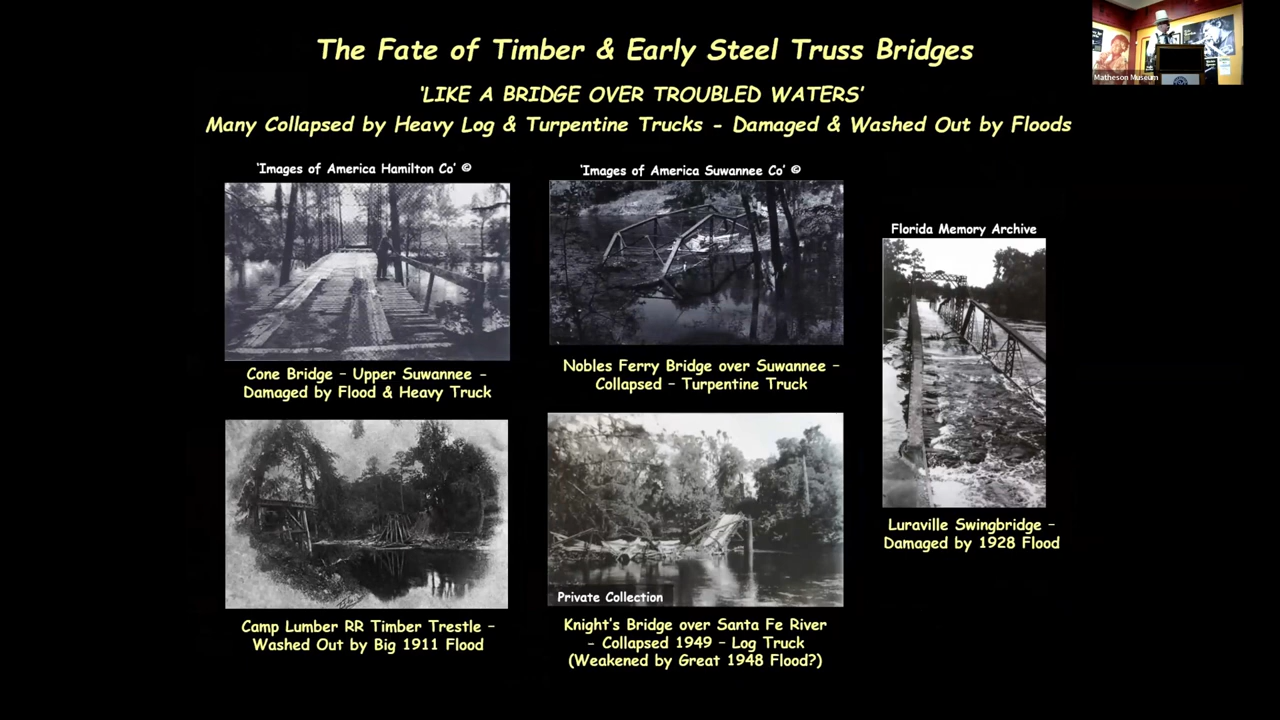 The Fate of Timber & Early Steel Truss Bridges
‘LIKE A BRIDGE OVER TROUBLED WATERS’
Many Collapsed by Heavy Log & Turpentine Trucks - Damaged & Washed Out by Floods
‘Images of America Hamilton Co’ ©
Cone Bridge – Upper Suwannee –
Damaged by Flood & Heavy Truck
‘Images of America Suwannee Co’ ©
Nobles Ferry Bridge over Suwannee –
Collapsed – Turpentine Truck
Florida Memory Archive
Luraville Swingbridge –
Damaged by 1928 Flood
Camp Lumber RR Timber Trestle –
Washed Out by Big 1911 Flood
Private Collection
Knight's Bridge over Santa Fe River
– Collapsed 1949 – Log Truck
(Weakened by Great 1948 Flood?)
Matheson Museum